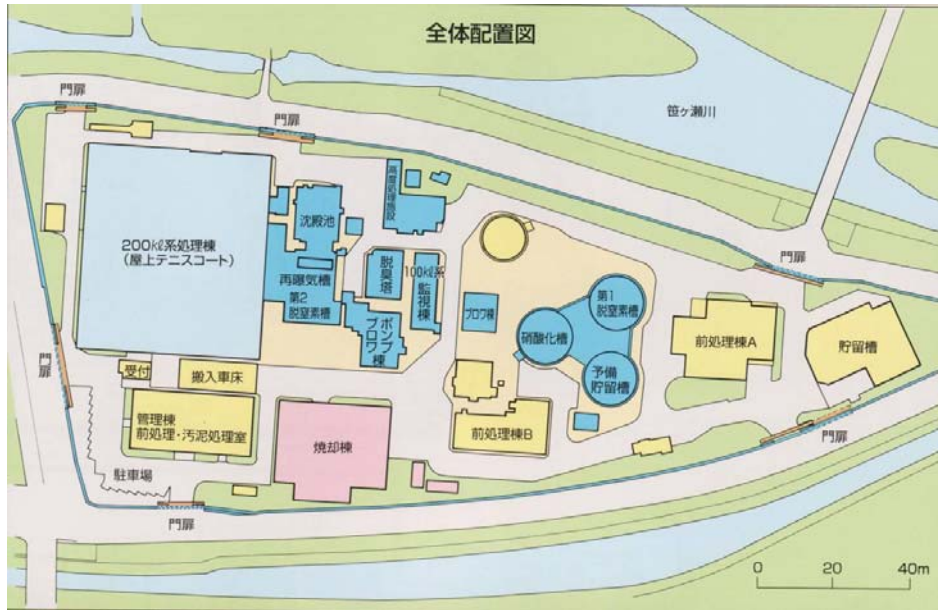 全体配置図
笹ヶ瀬川
門扉
門扉
高度処理施設
沈殿池
200kℓ系処理棟
(屋上テニスコート)
再曝気槽
第2
脱窒素槽
脱臭塔
100kℓ系
監視棟
ポンプ
ブロワ棟
ブロワ棟
硝酸化槽
第1
脱窒素槽
予備
貯留槽
門扉
前処理棟A
貯留槽
門扉
受付
搬入車床
管理棟
前処理・汚泥処理室
焼却棟
前処理棟B
門扉
駐車場
門扉
0
20
40m